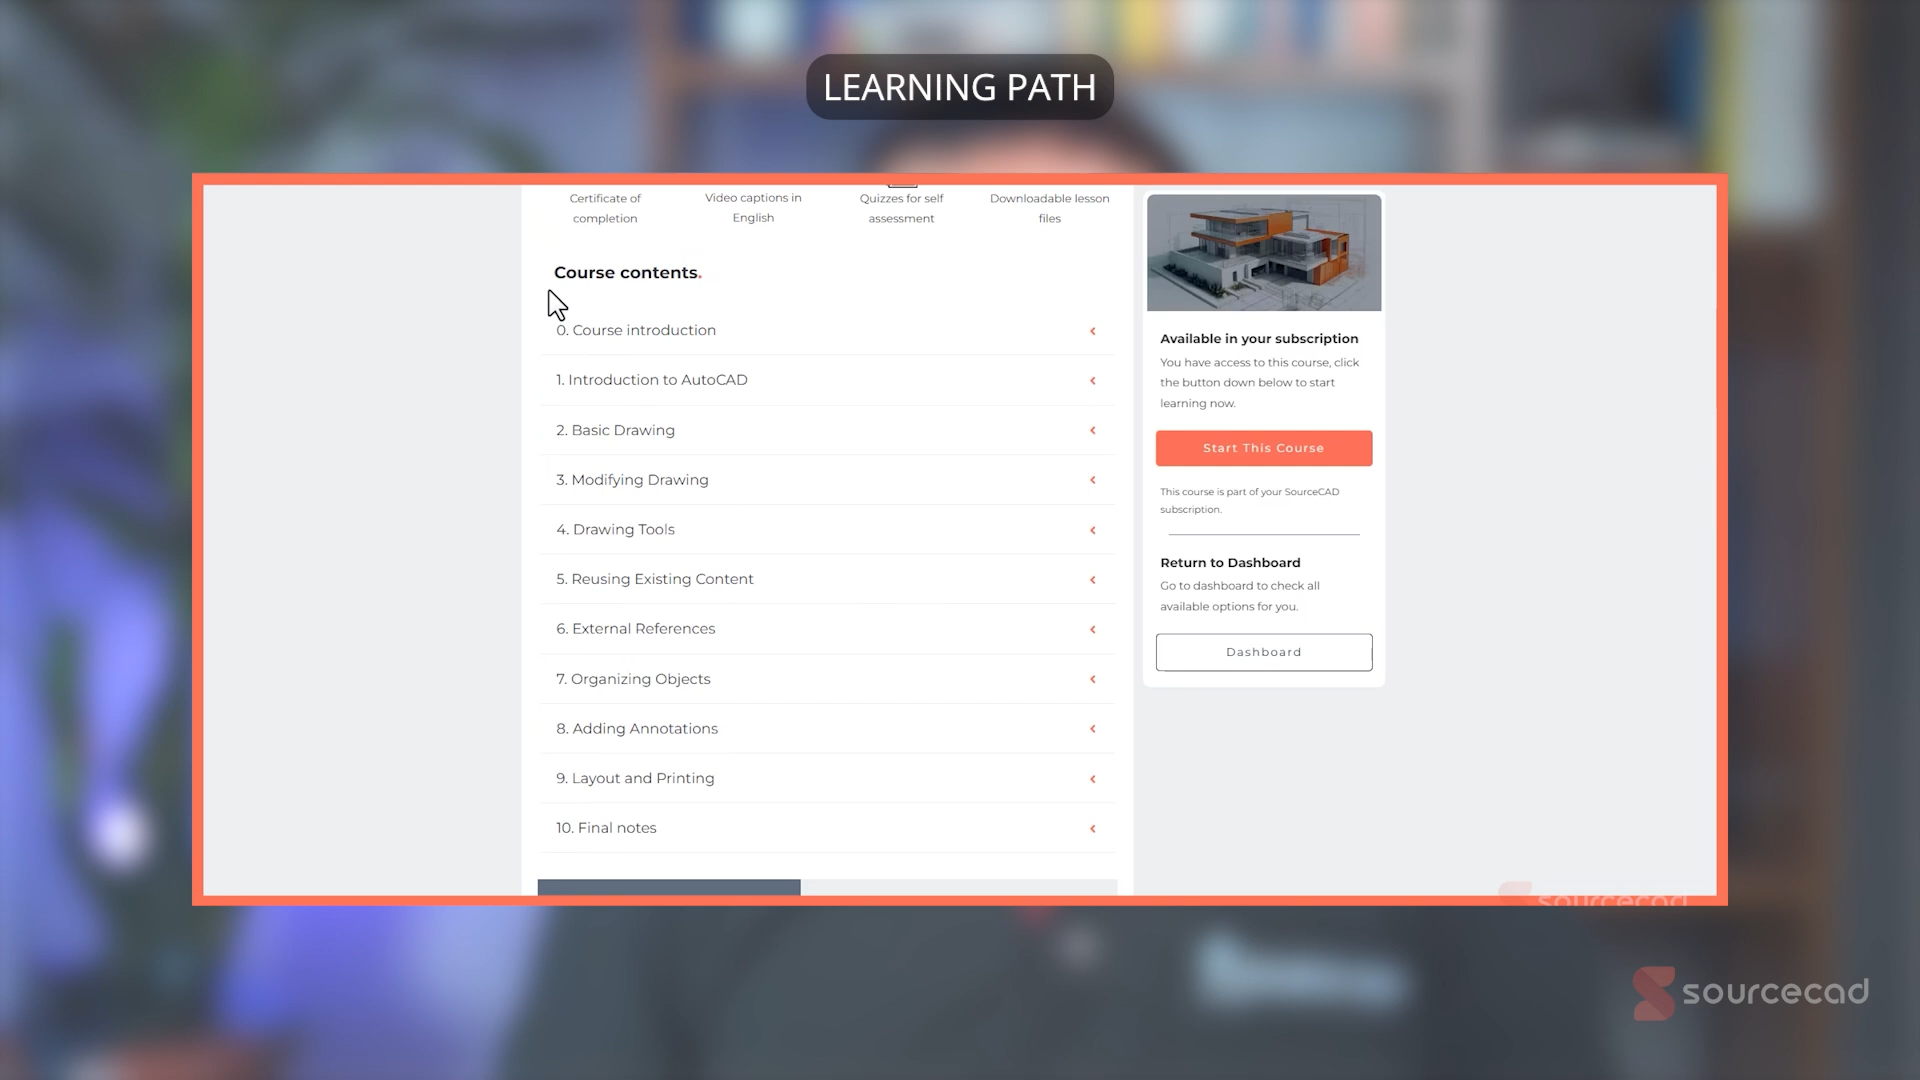 LEARNING PATH
Certificate of
completion
Video captions in
English
Quizzes for self
assessment
Downloadable lesson
files
Course contents.
0. Course introduction
1. Introduction to AutoCAD
2. Basic Drawing
3. Modifying Drawing
4. Drawing Tools
5. Reusing Existing Content
6. External References
7. Organizing Objects
8. Adding Annotations
9. Layout and Printing
10. Final notes
Available in your subscription
You have access to this course, click
the button down below to start
learning now.
Start This Course
This course is part of your SourceCAD
subscription.
Return to Dashboard
Go to dashboard to check all
available options for you.
Dashboard
sourcecad
sourcecad